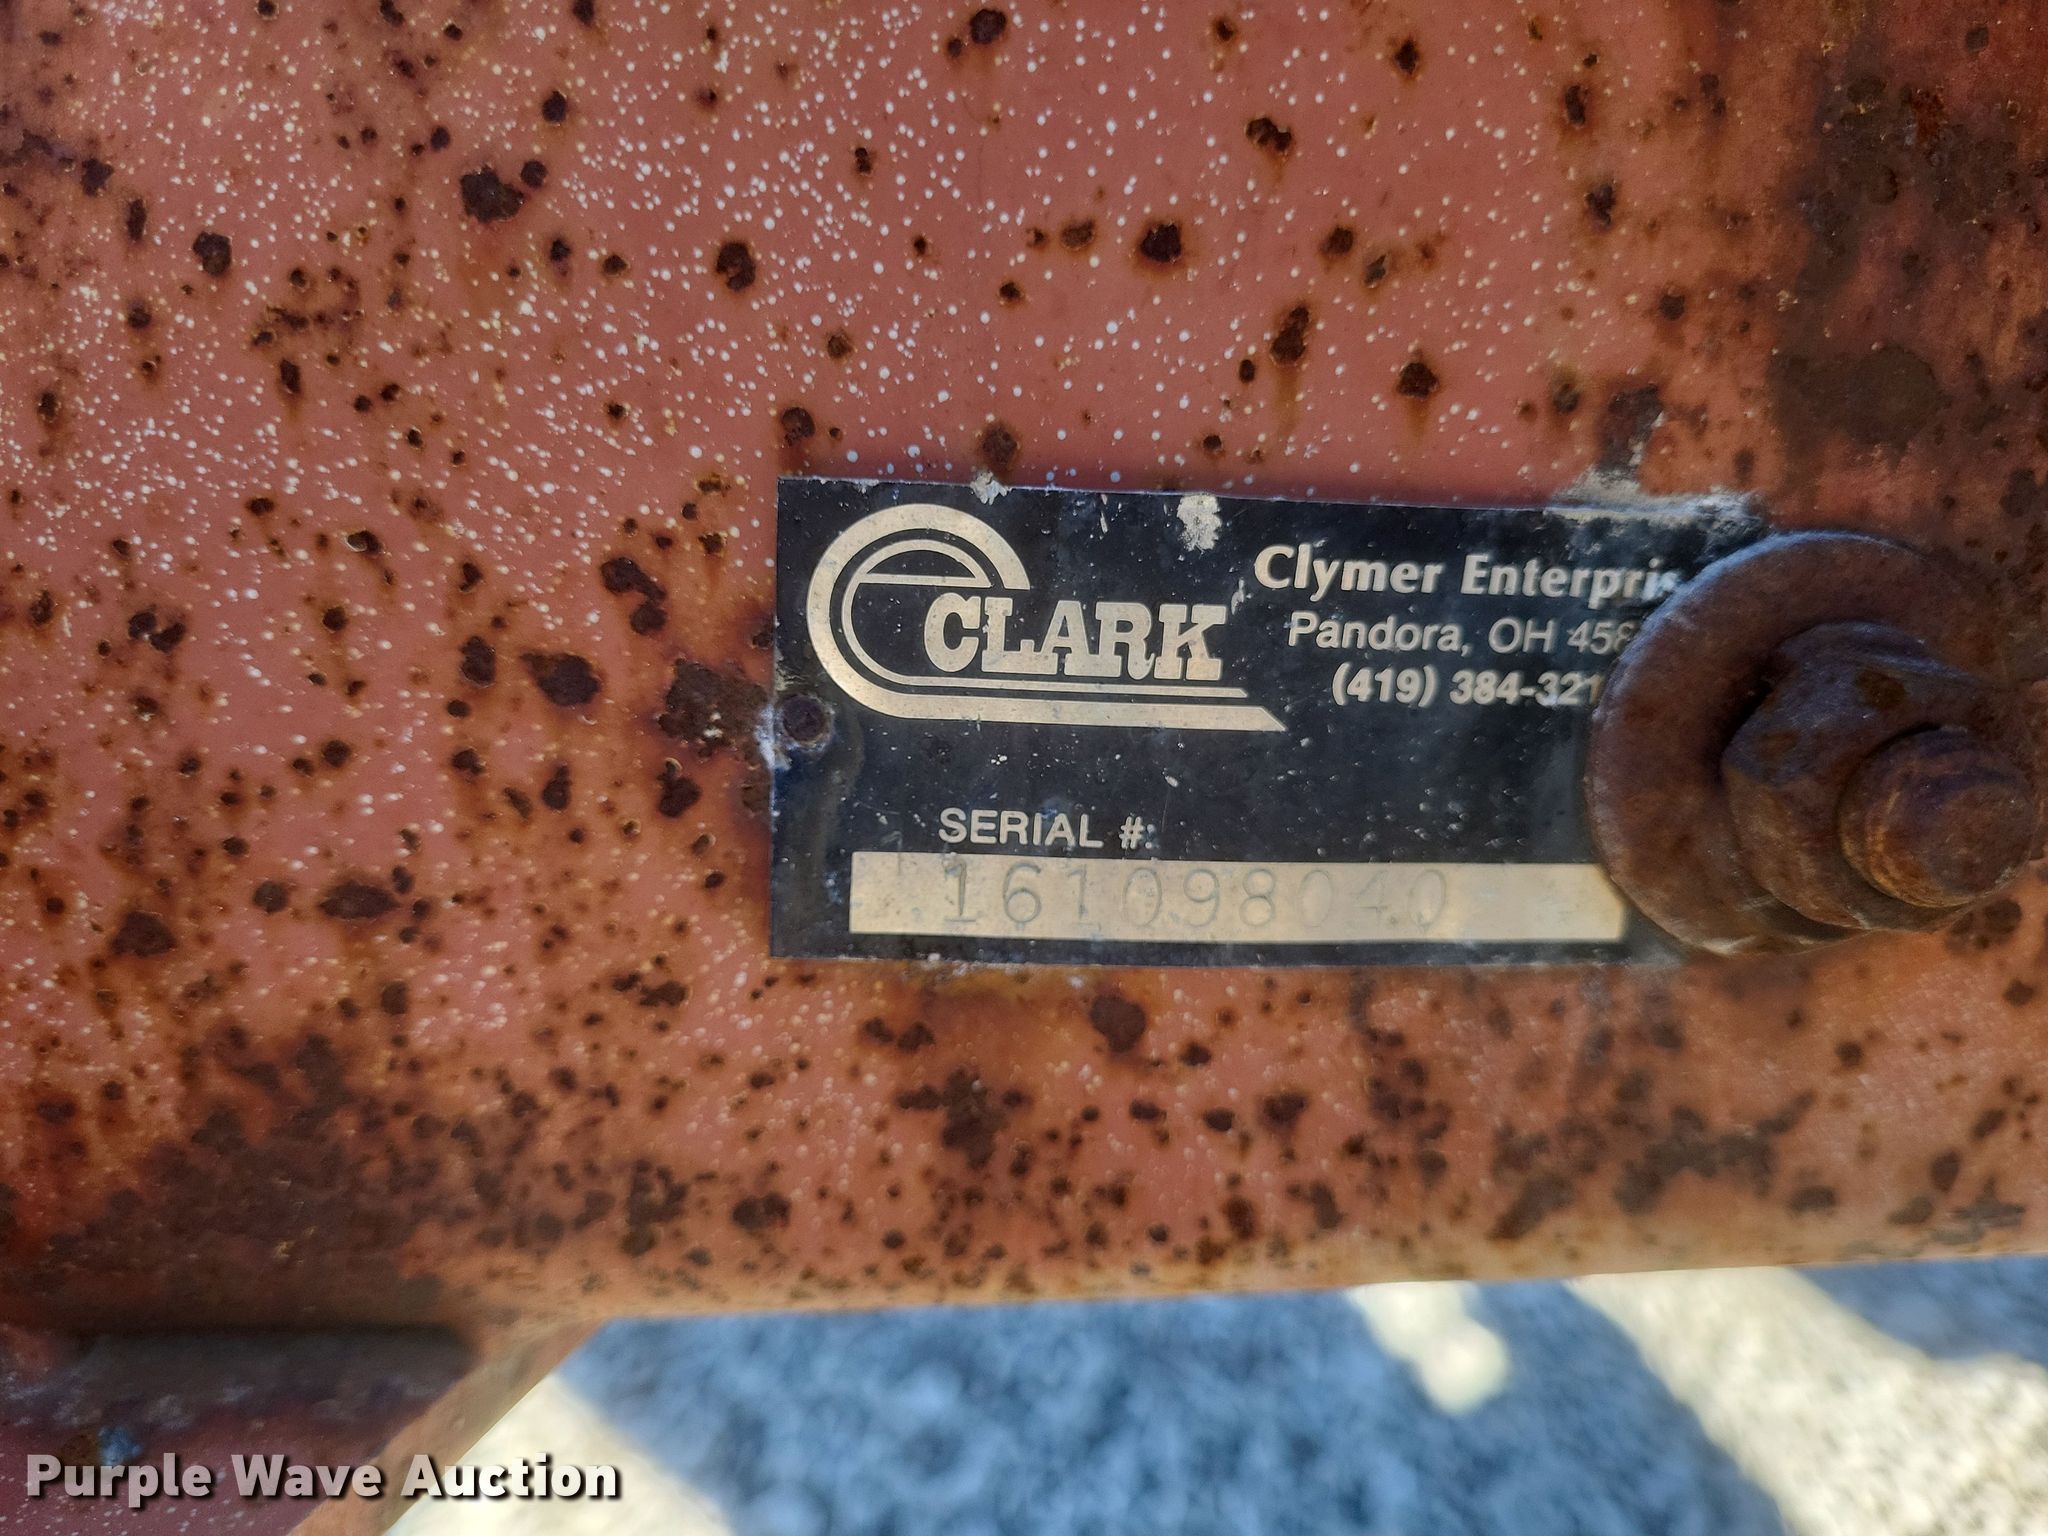 CLARK
Clymer Enterpris
Pandora, OH 458
(419) 384-321
SERIAL #:
161098040
Purple Wave Auction